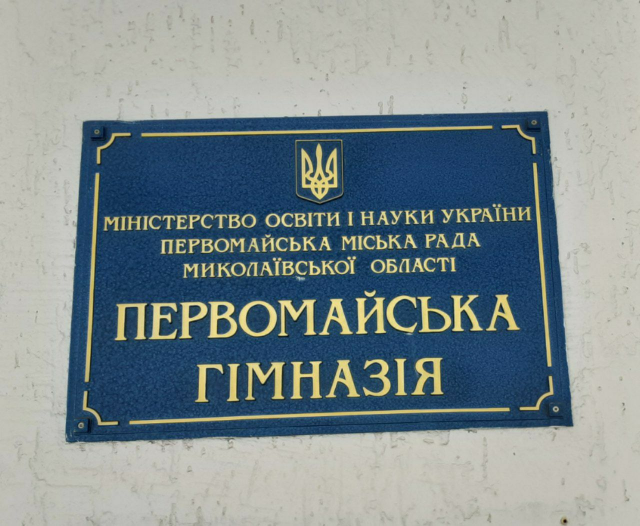 МІНІСТЕРСТВО ОСВІТИ І НАУКИ УКРАЇНИ
ПЕРВОМАЙСЬКА МІСЬКА РАДА
МИКОЛАЇВСЬКОЇ ОБЛАСТІ
ПЕРВОМАЙСЬКА
ГІМНАЗІЯ